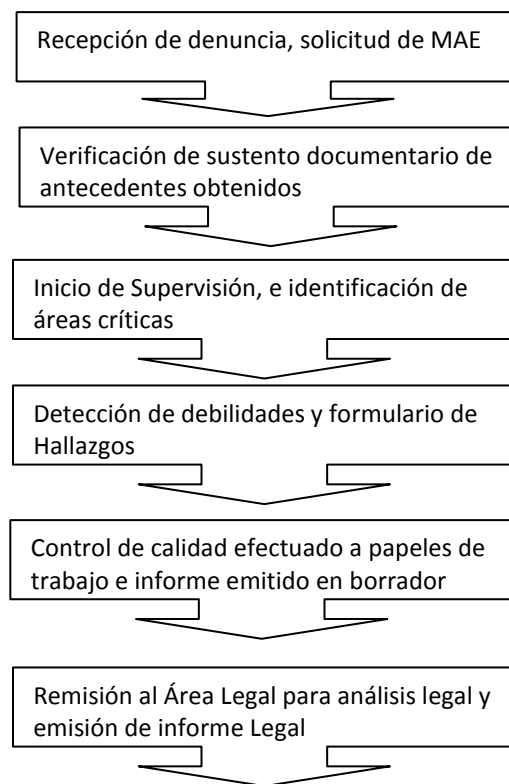 Recepción de denuncia, solicitud de MAE
Verificación de sustento documentario de
antecedentes obtenidos
Inicio de Supervisión, e identificación de
áreas críticas
Detección de debilidades y formulario de
Hallazgos
Control de calidad efectuado a papeles de
trabajo e informe emitido en borrador
Remisión al Área Legal para análisis legal y
emisión de informe Legal